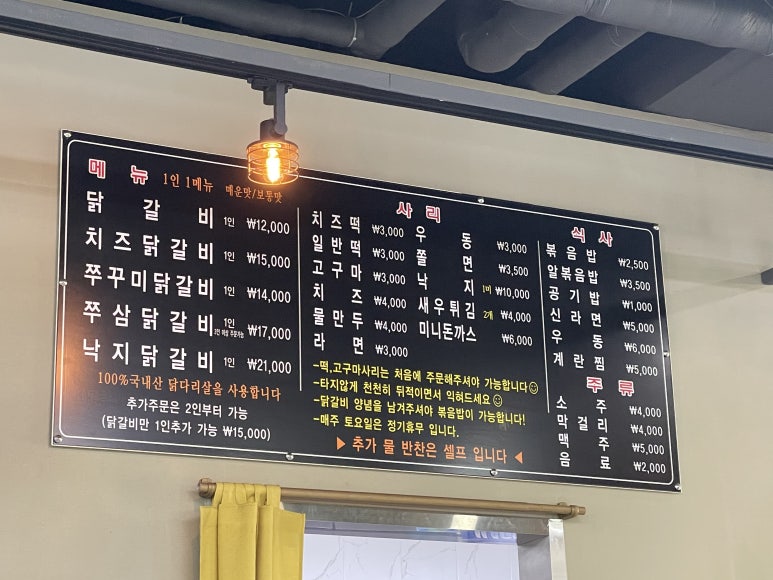 메뉴 1인 1메뉴 매운맛/보통맛
닭갈비 1인 ₩12,000
치즈닭갈비 1인 ₩15,000
쭈꾸미닭갈비 1인 ₩14,000
쭈삼닭갈비 1인 ₩17,000
낙지닭갈비 1인 ₩21,000
100%국내산 닭다리살을 사용합니다
추가주문은 2인부터 가능
(닭갈비만 1인추가 가능 ₩15,000)
사리
치즈떡 ₩3,000
일반떡 ₩3,000
고구마 ₩3,000
치즈 ₩4,000
물만두 ₩4,000
라면 ₩3,000
우동 ₩3,000
쫄면 ₩3,500
낙지 1미 ₩10,000
새우튀김 2개 ₩4,000
미니돈까스 ₩6,000
-떡,고구마사리는 처음에 주문해주셔야 가능합니다☺
-타지않게 천천히 뒤적이면서 익혀드세요☺
-닭갈비 양념을 남겨주셔야 볶음밥이 가능합니다!
-매주 토요일은 정기휴무 입니다.
▶ 추가 물 반찬은 셀프 입니다 ◀
식사
볶음밥 ₩2,500
알볶음밥 ₩3,500
공기밥 ₩1,000
신라면 ₩5,000
우동 ₩6,000
계란찜 ₩5,000
주류
소주 ₩4,000
막걸리 ₩4,000
맥주 ₩5,000
음료 ₩2,000